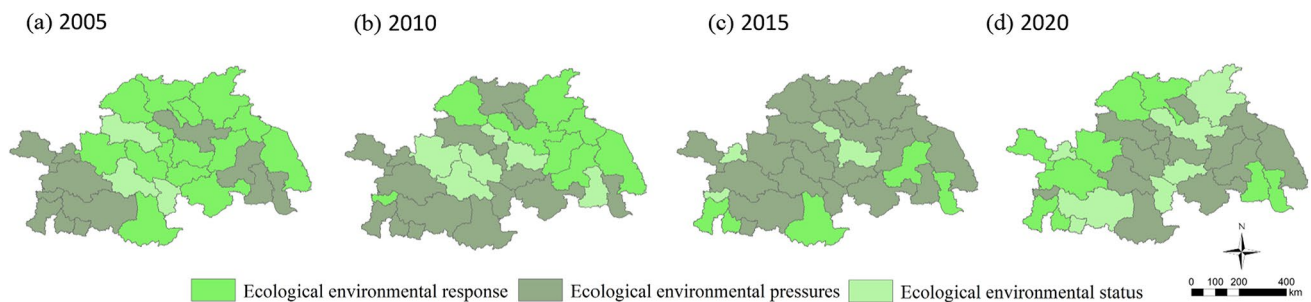 (a) 2005
(b) 2010
(c) 2015
(d) 2020
N
0 100 200 400
km
Ecological environmental response
Ecological environmental pressures
Ecological environmental status